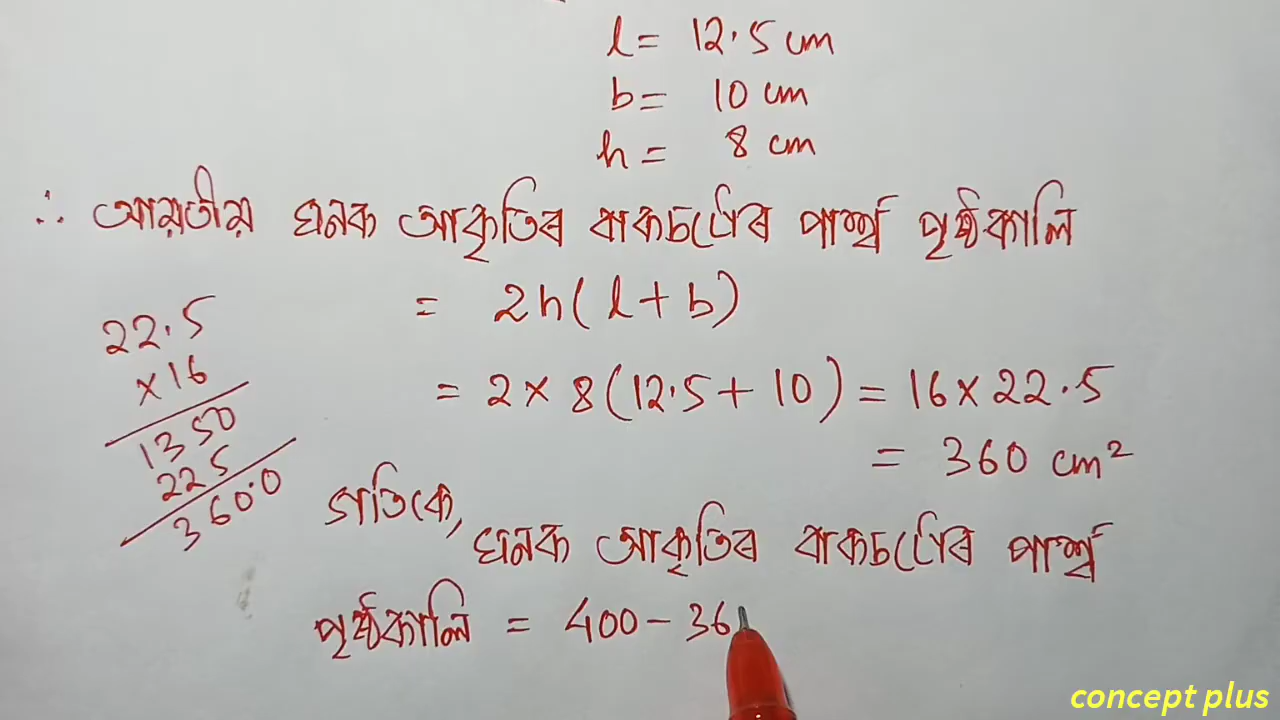 l = 12.5 cm
b = 10 cm
h = 8 cm
∴ আয়তীয় ঘনক আকৃতিৰ বাকচটোৰ পাৰ্শ্ব পৃষ্ঠকালি
= 2h(l + b)
= 2 × 8 (12.5 + 10) = 16 × 22.5
= 360 cm²
22.5
×16
1350
225
360.0
গতিকে,
ঘনক আকৃতিৰ বাকচটোৰ পাৰ্শ্ব
পৃষ্ঠকালি = 400 - 36
concept plus